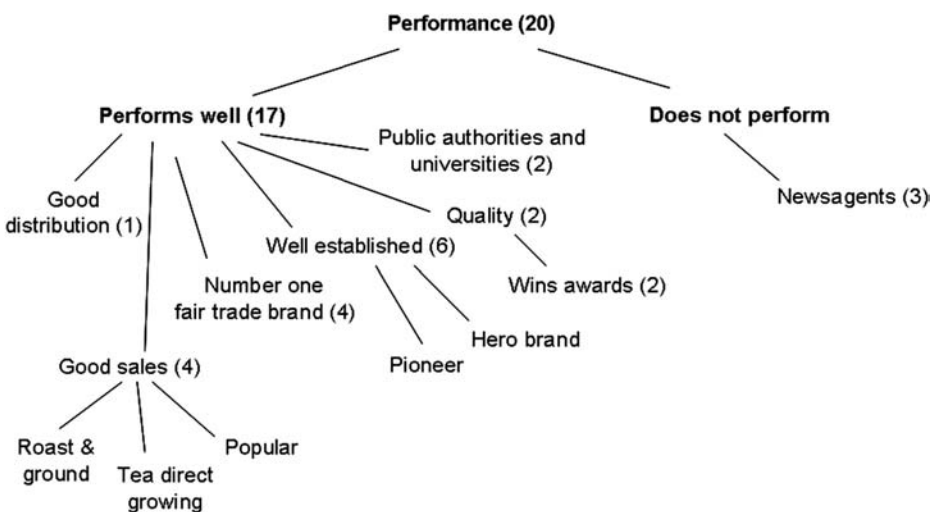 Performance (20)
Performs well (17)
Does not perform
Public authorities and
universities (2)
Good
distribution (1)
Newsagents (3)
Quality (2)
Well established (6)
Number one
fair trade brand (4)
Wins awards (2)
Hero brand
Pioneer
Good sales (4)
Roast &
ground
Tea direct
growing
Popular